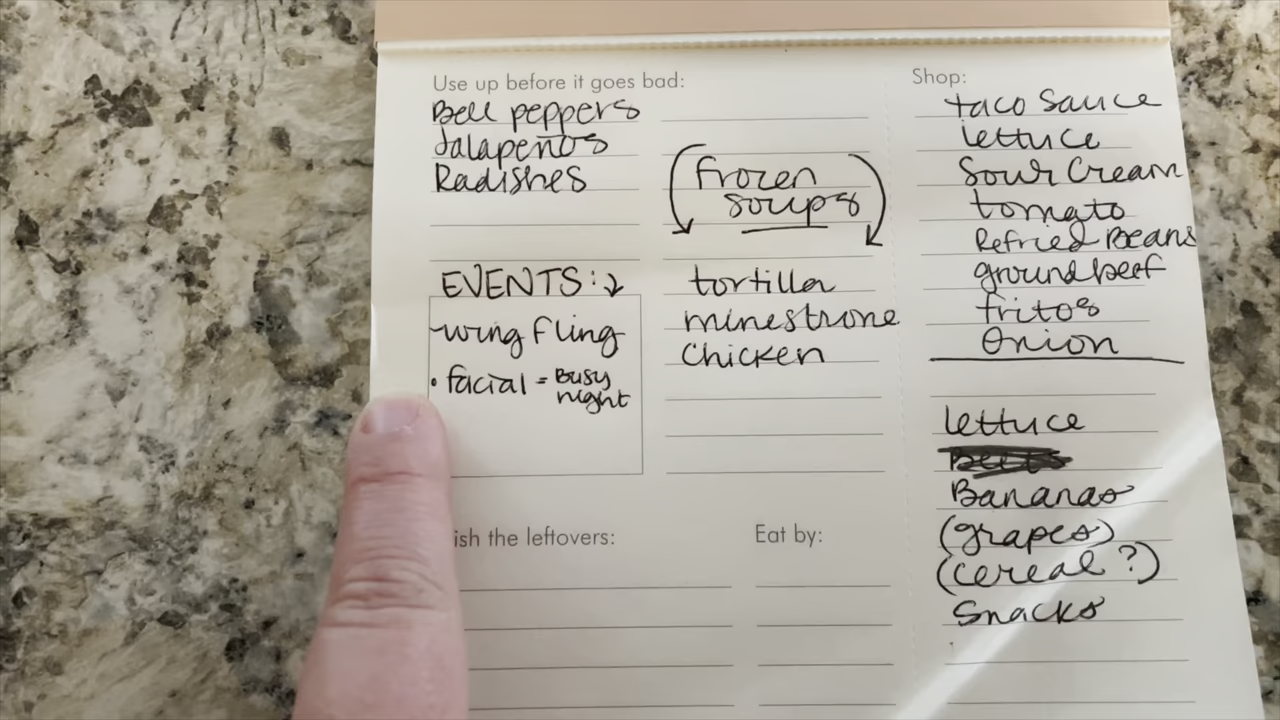 Use up before it goes bad:
Bell peppers
Jalapeños
Radishes
EVENTS:
-wing fling
• facial = Busy
night
Frozen
soups
tortilla
minestrone
Chicken
ish the leftovers:
Eat by:
Shop:
taco sauce
lettuce
Sour Cream
tomato
Refried Beans
ground beef
fritos
Onion
lettuce
Bananas
(grapes)
(cereal?)
Snacks